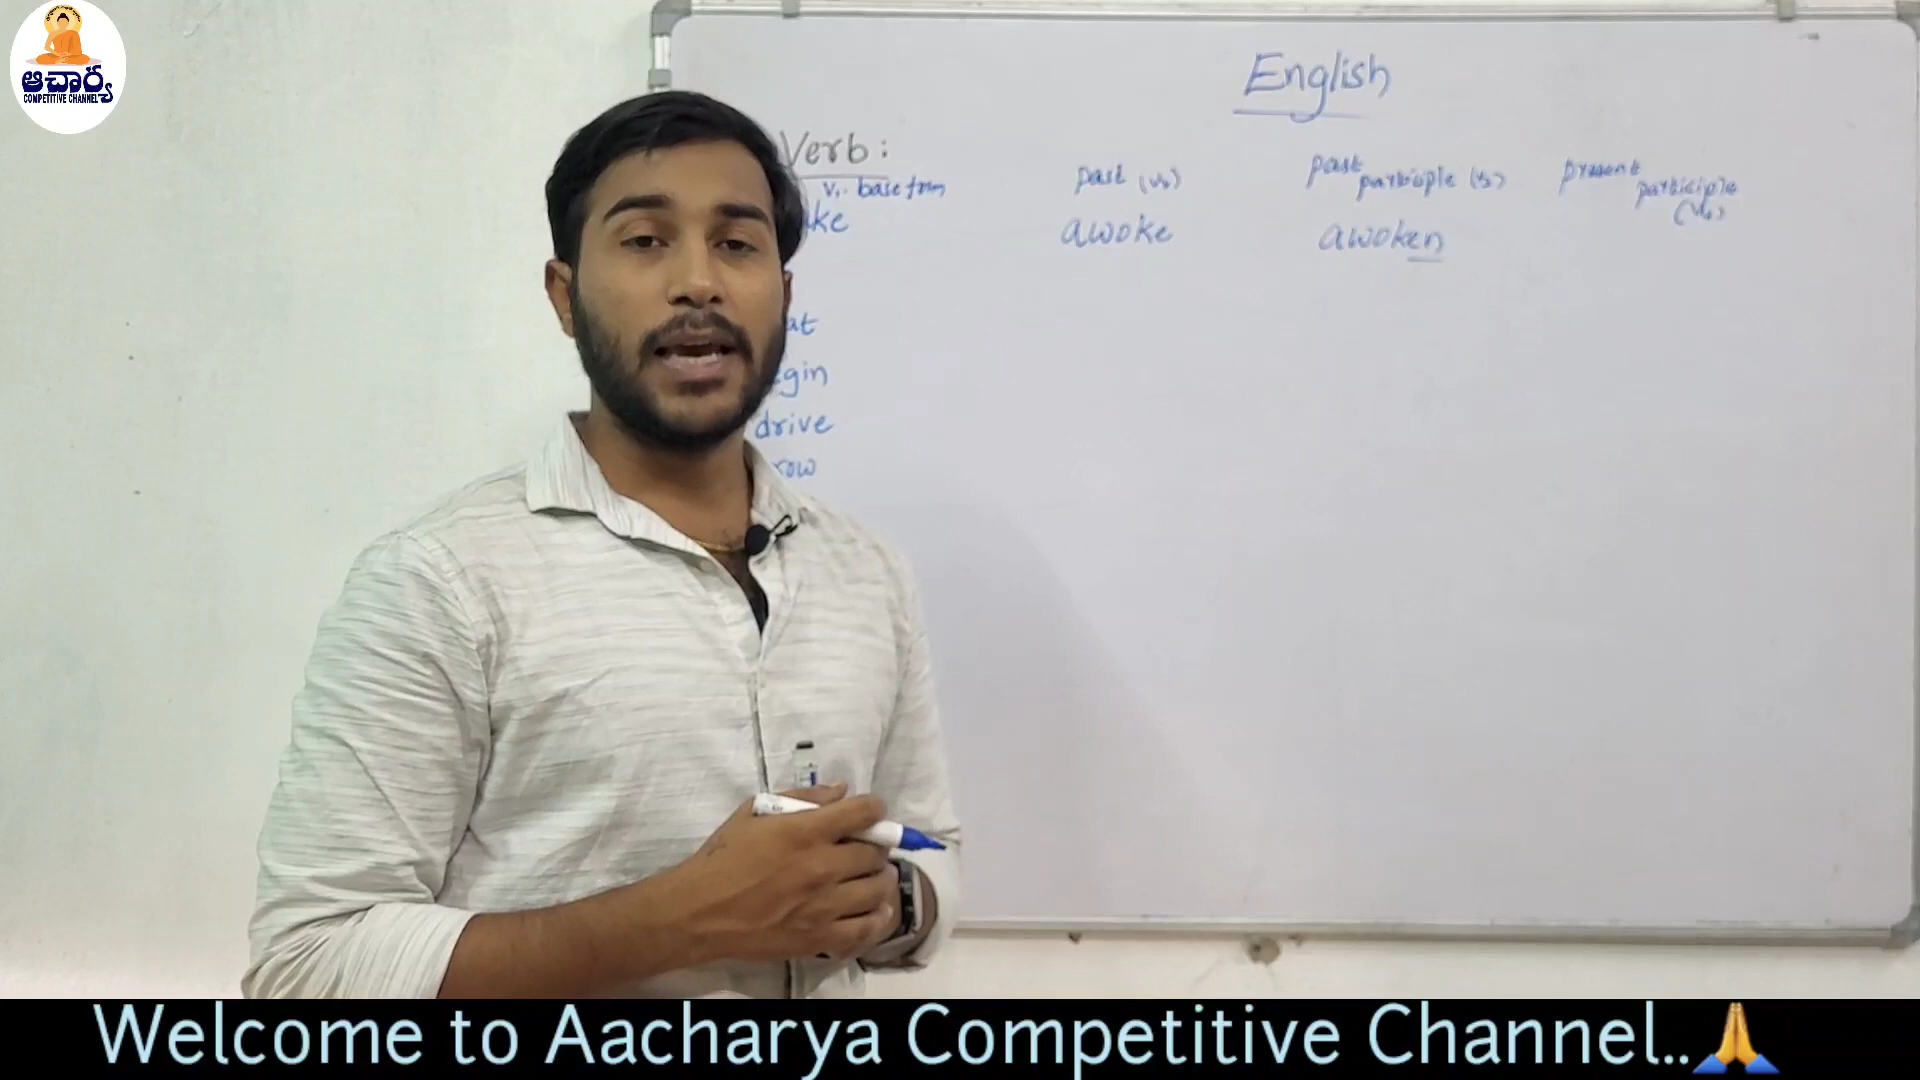 ఆచార్య
COMPETITIVE CHANNEL
English
Verb :
V₁. base form
past (V₂)
past participle (V₃)
present participle
awoke
awoken
drive
Welcome to Aacharya Competitive Channel..🙏